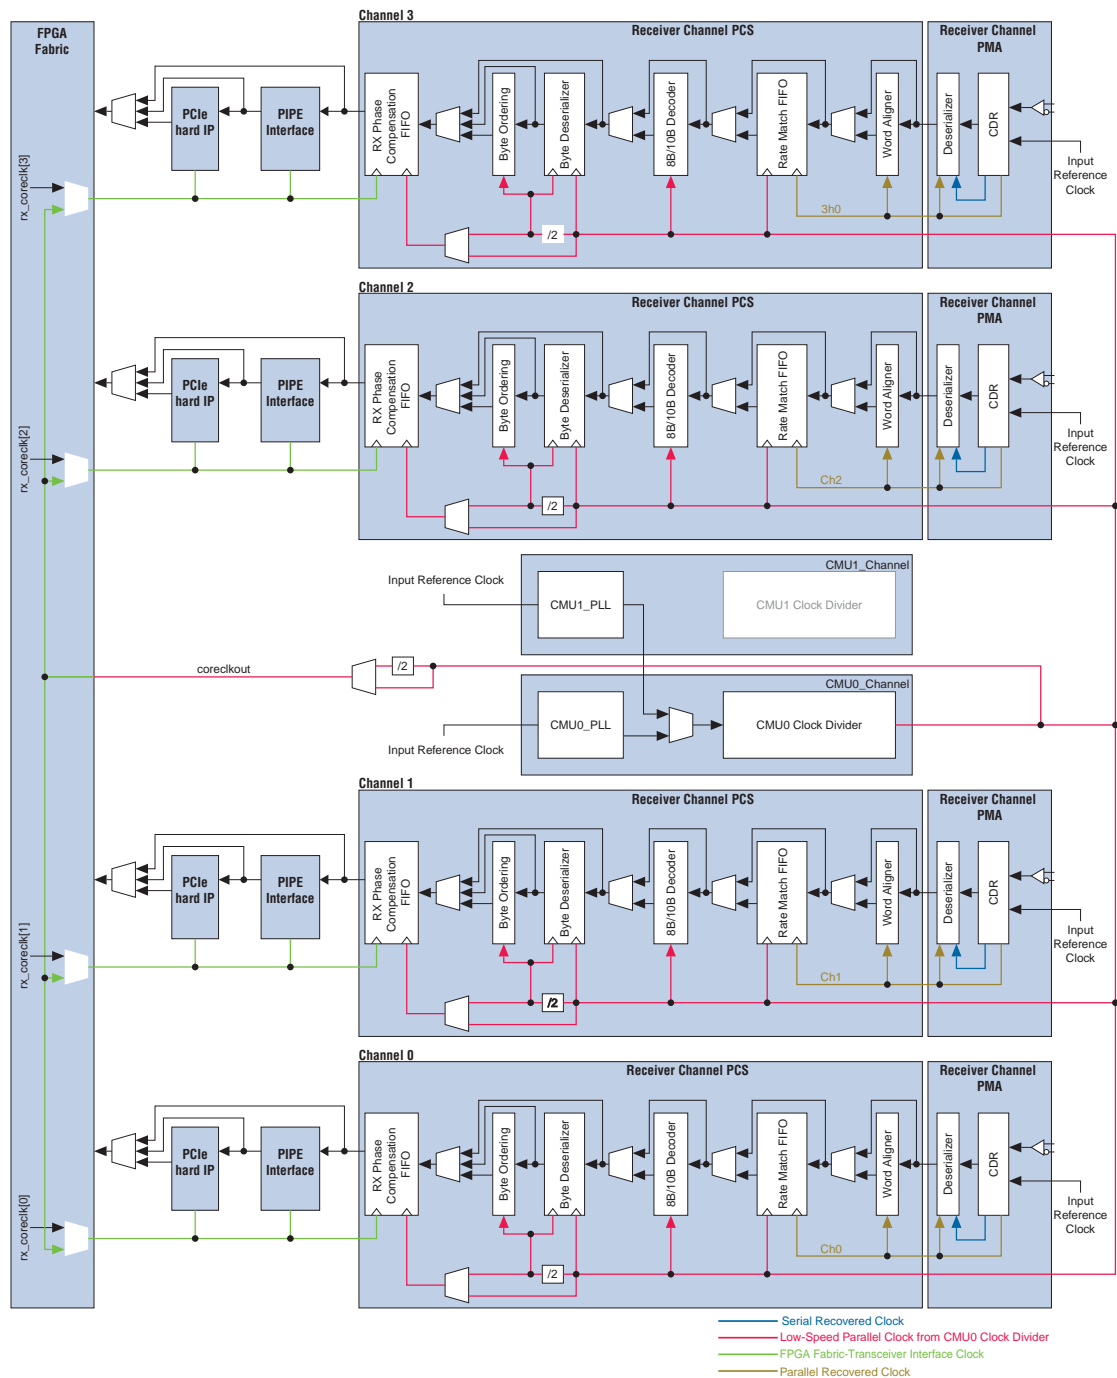 Channel 3
FPGA
Fabric
Receiver Channel PCS
Receiver Channel
PMA
PCIe
hard IP
PIPE
Interface
RX Phase
Compensation
FIFO
Byte Ordering
Byte Deserializer
8B/10B Decoder
Rate Match FIFO
Word Aligner
Deserializer
CDR
Input
Reference
Clock
rx_coreclk[3]
3h0
/2
Channel 2
Receiver Channel PCS
Receiver Channel
PMA
PCIe
hard IP
PIPE
Interface
RX Phase
Compensation
FIFO
Byte Ordering
Byte Deserializer
8B/10B Decoder
Rate Match FIFO
Word Aligner
Deserializer
CDR
Input
Reference
Clock
rx_coreclk[2]
Ch2
/2
CMU1_Channel
Input Reference Clock
CMU1_PLL
CMU1 Clock Divider
coreclkout
/2
CMU0_Channel
CMU0_PLL
CMU0 Clock Divider
Input Reference Clock
Channel 1
Receiver Channel PCS
Receiver Channel
PMA
PCIe
hard IP
PIPE
Interface
RX Phase
Compensation
FIFO
Byte Ordering
Byte Deserializer
8B/10B Decoder
Rate Match FIFO
Word Aligner
Deserializer
CDR
Input
Reference
Clock
rx_coreclk[1]
Ch1
/2
Channel 0
Receiver Channel PCS
Receiver Channel
PMA
PCIe
hard IP
PIPE
Interface
RX Phase
Compensation
FIFO
Byte Ordering
Byte Deserializer
8B/10B Decoder
Rate Match FIFO
Word Aligner
Deserializer
CDR
Input
Reference
Clock
rx_coreclk[0]
Ch0
/2
Serial Recovered Clock
Low-Speed Parallel Clock from CMU0 Clock Divider
FPGA Fabric-Transceiver Interface Clock
Parallel Recovered Clock